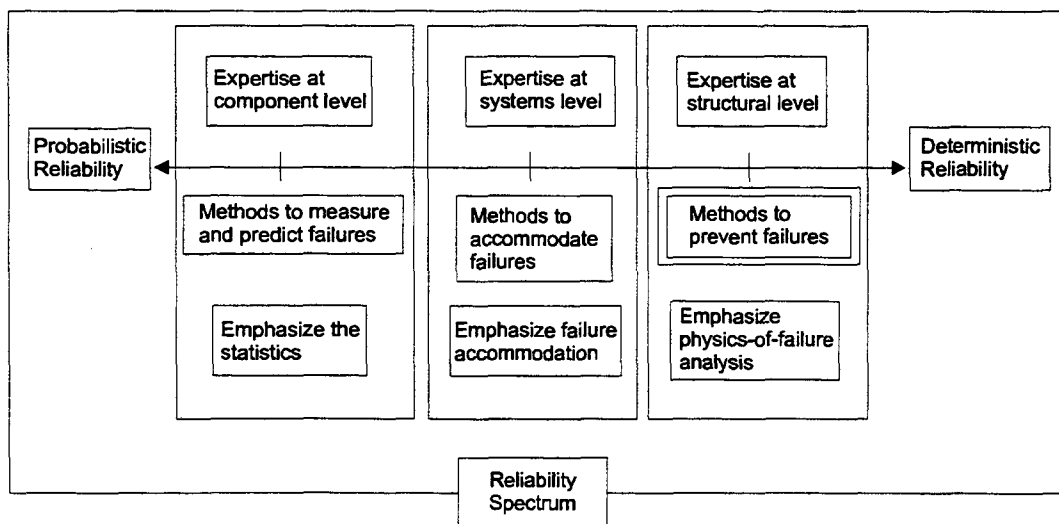 Expertise at
component level
Expertise at
systems level
Expertise at
structural level
Probabilistic
Reliability
Deterministic
Reliability
Methods to measure
and predict failures
Methods to
accommodate
failures
Methods to
prevent failures
Emphasize the
statistics
Emphasize failure
accommodation
Emphasize
physics-of-failure
analysis
Reliability
Spectrum